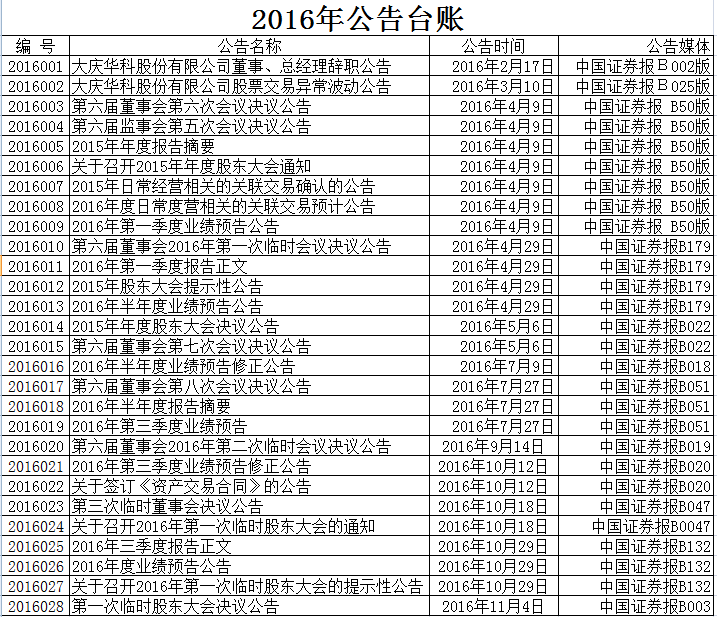 2016年公告台账
编 号 公告名称 公告时间 公告媒体
2016001 大庆华科股份有限公司董事、总经理辞职公告 2016年2月17日 中国证券报B002版
2016002 大庆华科股份有限公司股票交易异常波动公告 2016年3月10日 中国证券报B025版
2016003 第六届董事会第六次会议决议公告 2016年4月9日 中国证券报 B50版
2016004 第六届监事会第五次会议决议公告 2016年4月9日 中国证券报 B50版
2016005 2015年年度报告摘要 2016年4月9日 中国证券报 B50版
2016006 关于召开2015年年度股东大会通知 2016年4月9日 中国证券报 B50版
2016007 2015年日常经营相关的关联交易确认的公告 2016年4月9日 中国证券报 B50版
2016008 2016年度日常度营相关的关联交易预计公告 2016年4月9日 中国证券报 B50版
2016009 2016年第一季度业绩预告公告 2016年4月9日 中国证券报 B50版
2016010 第六届董事会2016年第一次临时会议决议公告 2016年4月29日 中国证券报B179
2016011 2016年第一季度报告正文 2016年4月29日 中国证券报B179
2016012 2015年股东大会提示性公告 2016年4月29日 中国证券报B179
2016013 2016年半年度业绩预告公告 2016年4月29日 中国证券报B179
2016014 2015年年度股东大会决议公告 2016年5月6日 中国证券报B022
2016015 第六届董事会第七次会议决议公告 2016年5月6日 中国证券报B022
2016016 2016年半年度业绩预告修正公告 2016年7月9日 中国证券报B018
2016017 第六届董事会第八次会议决议公告 2016年7月27日 中国证券报B051
2016018 2016年半年度报告摘要 2016年7月27日 中国证券报B051
2016019 2016年第三季度业绩预告 2016年7月27日 中国证券报B051
2016020 第六届董事会2016年第二次临时会议决议公告 2016年9月14日 中国证券报B019
2016021 2016年第三季度业绩预告修正公告 2016年10月12日 中国证券报B020
2016022 关于签订《资产交易合同》的公告 2016年10月12日 中国证券报B020
2016023 第三次临时董事会决议公告 2016年10月18日 中国证券报B047
2016024 关于召开2016年第一次临时股东大会的通知 2016年10月18日 中国证券报B0047
2016025 2016年三季度报告正文 2016年10月29日 中国证券报B132
2016026 2016年度业绩预告公告 2016年10月29日 中国证券报B132
2016027 关于召开2016年第一次临时股东大会的提示性公告 2016年10月29日 中国证券报B132
2016028 第一次临时股东大会决议公告 2016年11月4日 中国证券报B003